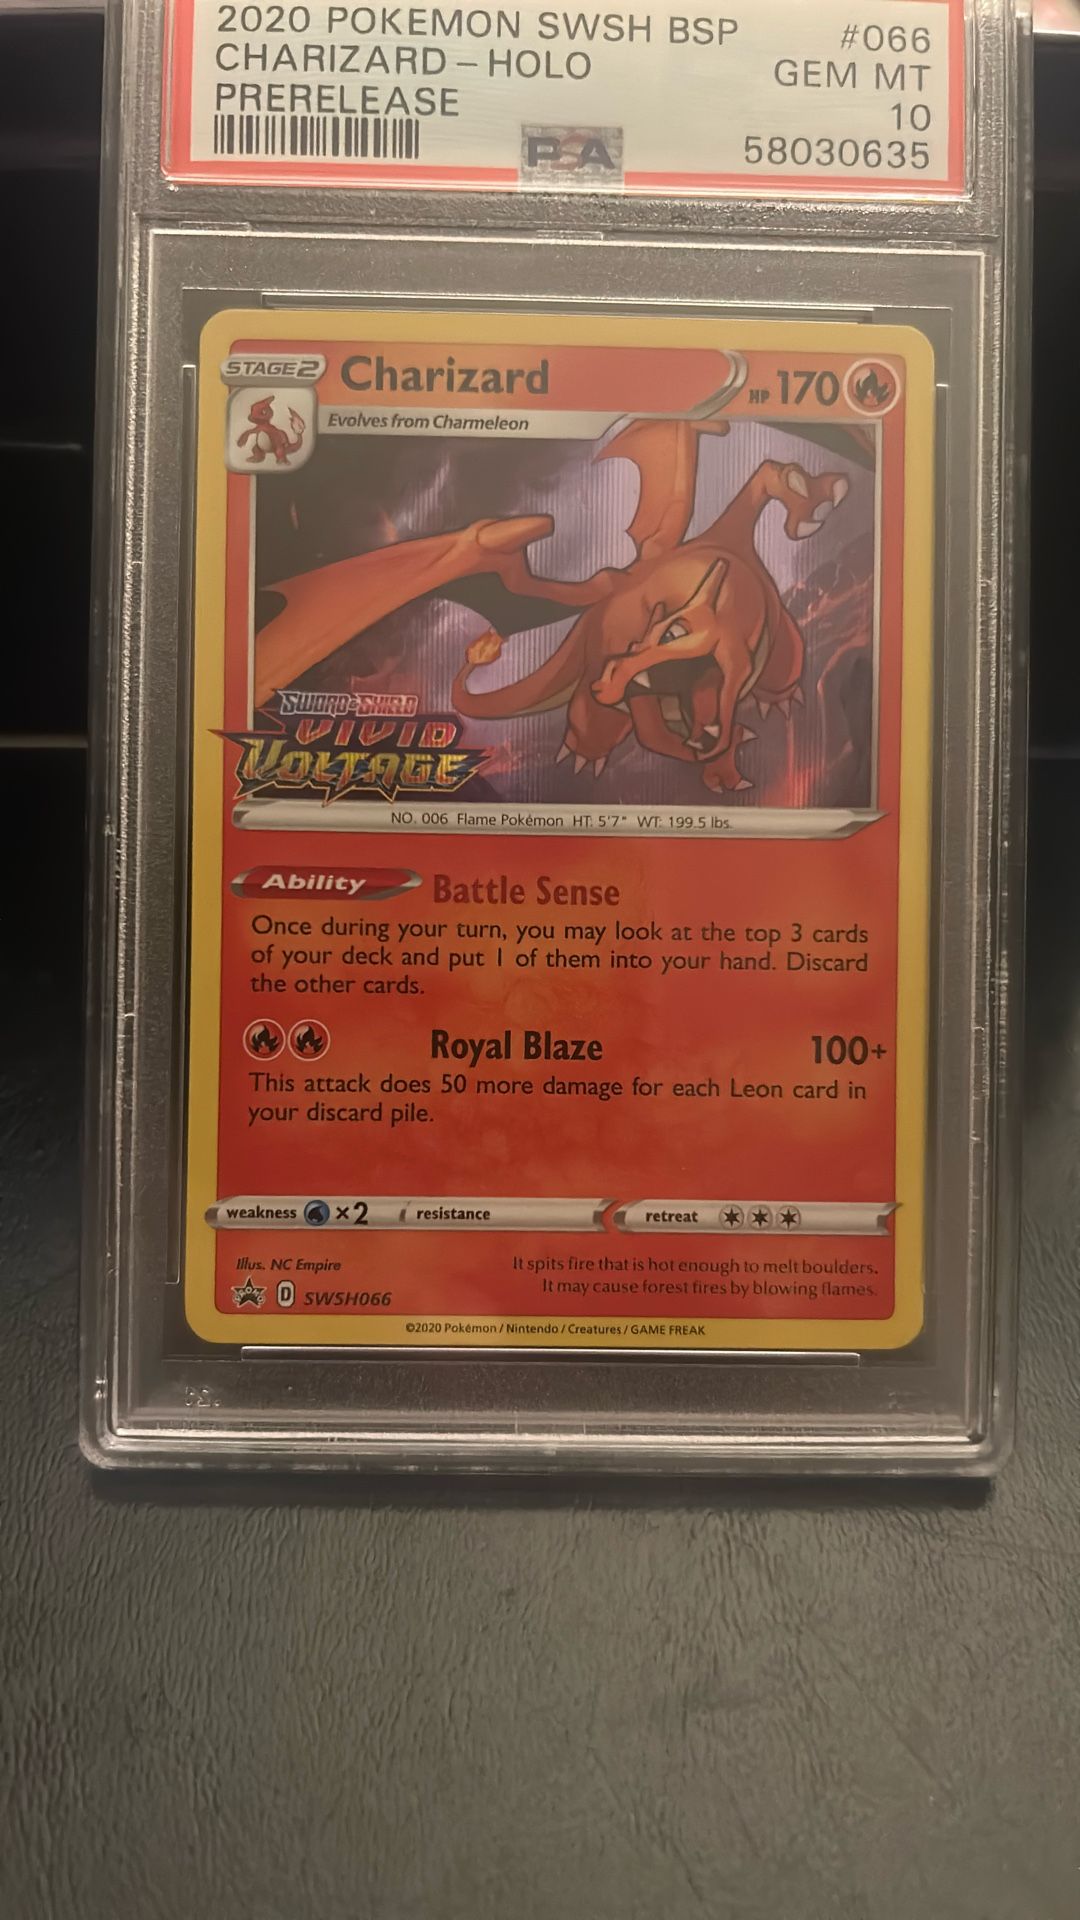 2020 POKEMON SWSH BSP #066
CHARIZARD – HOLO GEM MT
PRERELEASE 10
PSA 58030635
STAGE 2 Charizard HP 170
Evolves from Charmeleon
SWORD & SHIELD
VIVID
VOLTAGE
NO. 006 Flame Pokémon HT: 5'7" WT: 199.5 lbs.
Ability Battle Sense
Once during your turn, you may look at the top 3 cards
of your deck and put 1 of them into your hand. Discard
the other cards.
Royal Blaze 100+
This attack does 50 more damage for each Leon card in
your discard pile.
weakness ×2 resistance retreat
Illus. NC Empire
It spits fire that is hot enough to melt boulders.
It may cause forest fires by blowing flames.
D SWSH066
©2020 Pokémon / Nintendo / Creatures / GAME FREAK